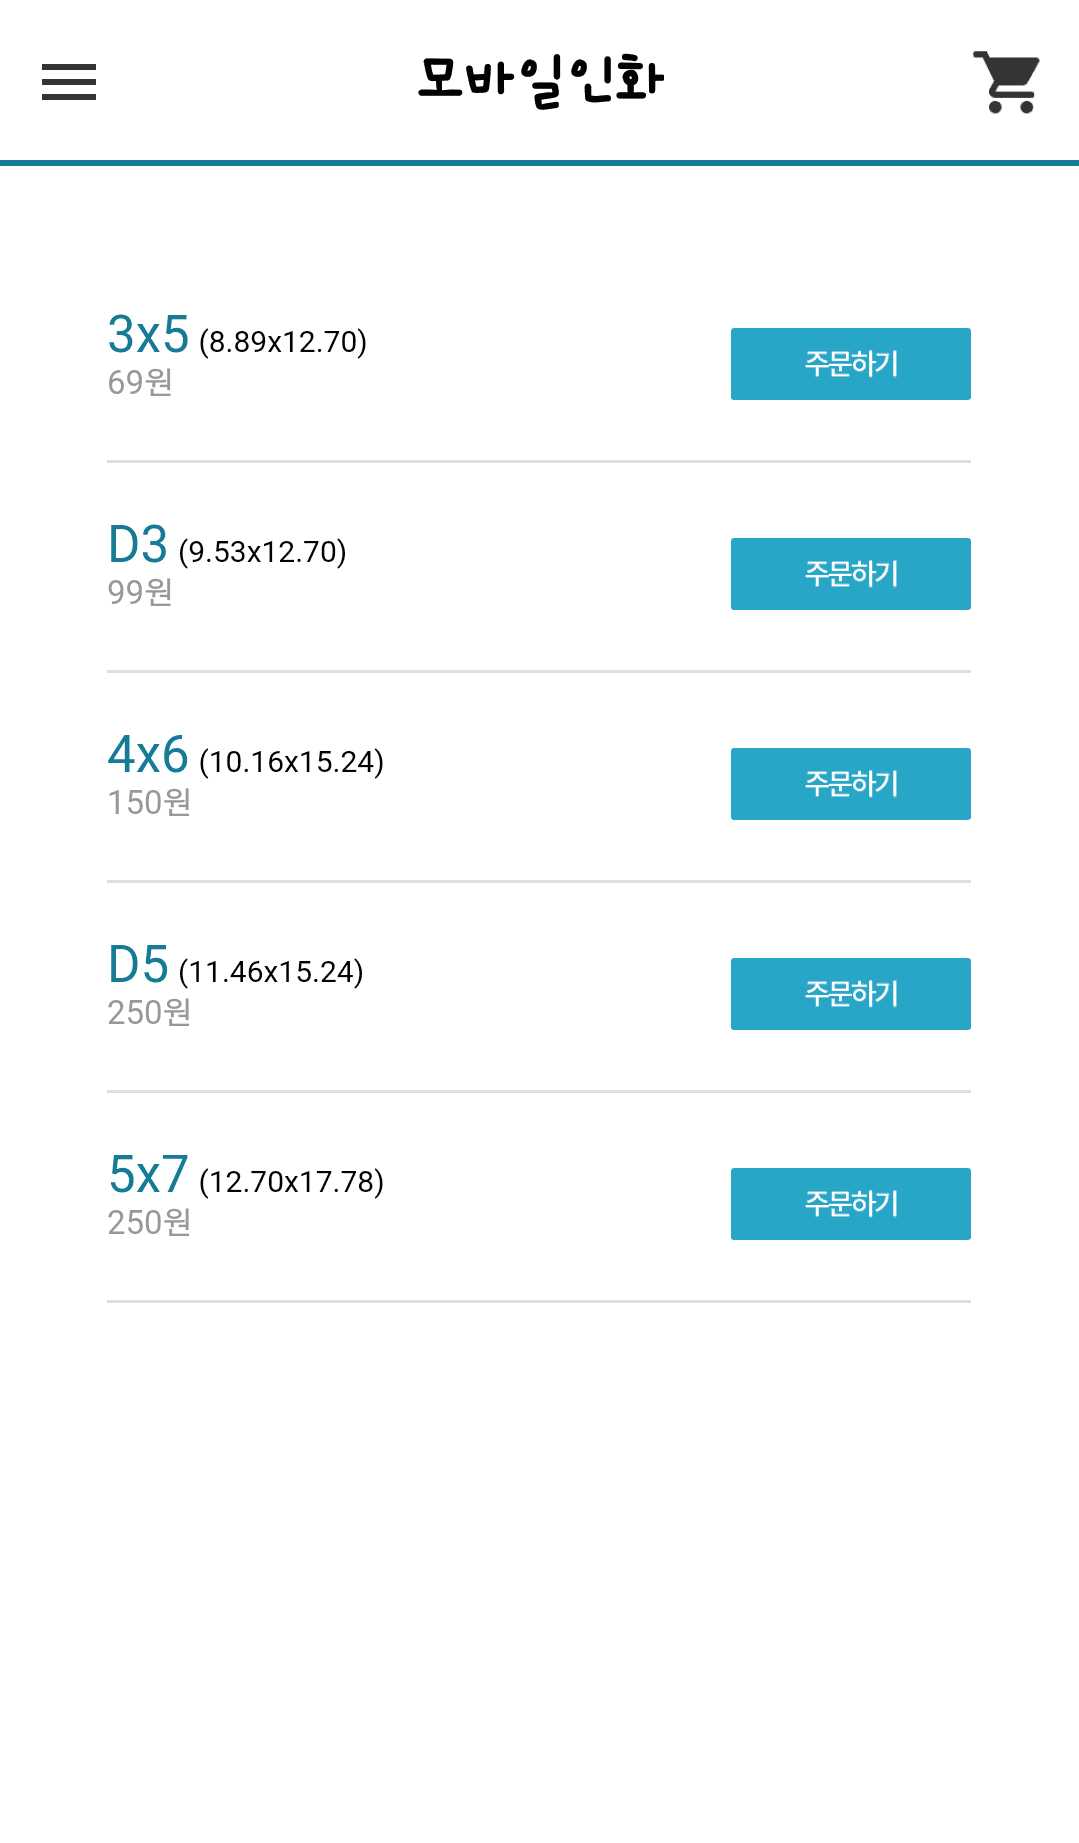 모바일인화
3x5 (8.89x12.70)
69원
주문하기
D3 (9.53x12.70)
99원
주문하기
4x6 (10.16x15.24)
150원
주문하기
D5 (11.46x15.24)
250원
주문하기
5x7 (12.70x17.78)
250원
주문하기